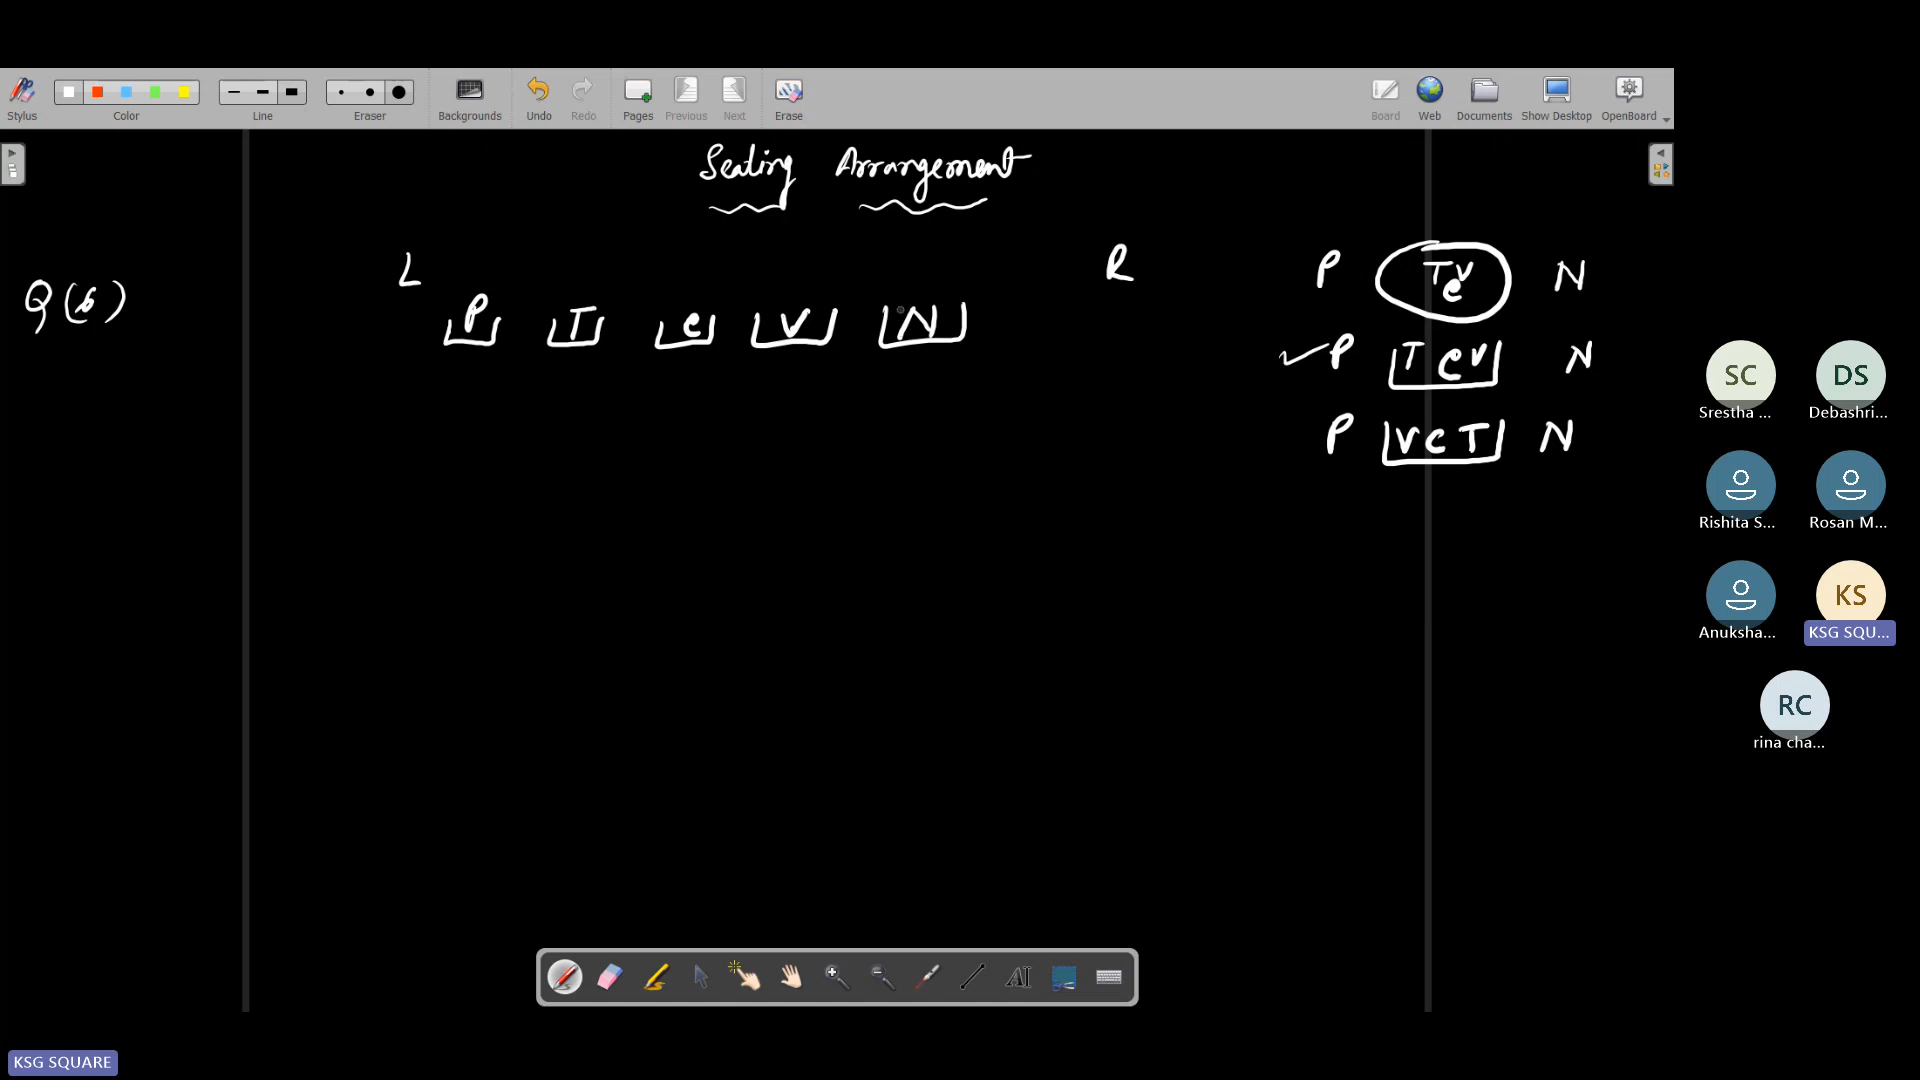 Stylus Color Line Eraser Backgrounds Undo Redo Pages Previous Next Erase Board Web Documents Show Desktop OpenBoard
Seating Arrangement
L R
Q(6)
P T C V N
P T C V N
P T C V N
P V C T N
SC DS
Srestha ... Debashri...
Rishita S... Rosan M...
KS
Anuksha... KSG SQU...
RC
rina cha...
AI
KSG SQUARE